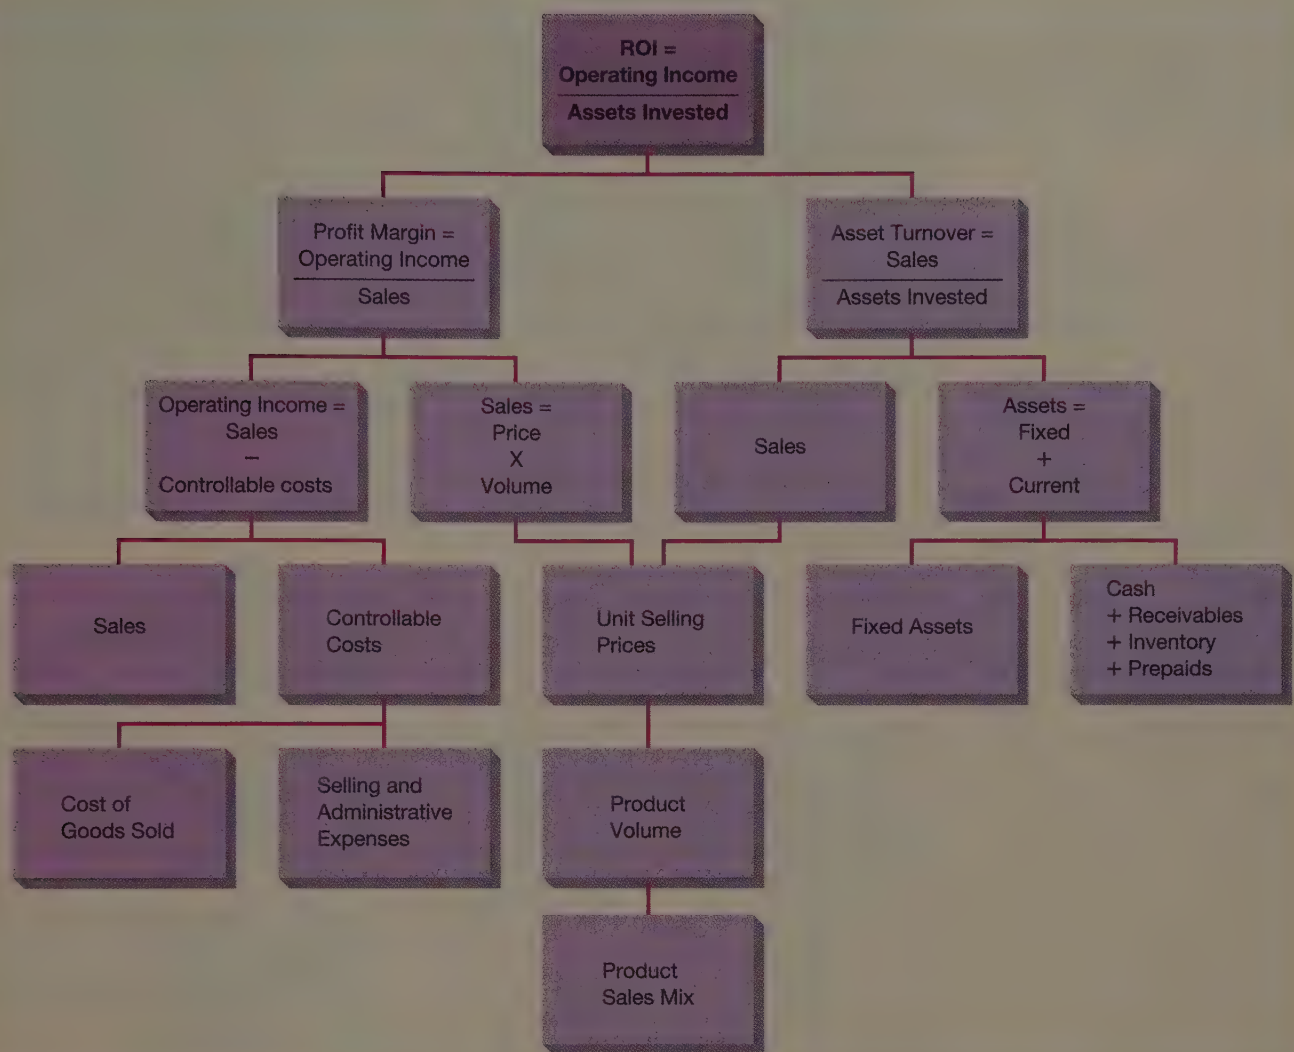 ROI =
Operating Income
Assets Invested
Profit Margin =
Operating Income
Sales
Asset Turnover =
Sales
Assets Invested
Operating Income =
Sales
−
Controllable costs
Sales =
Price
X
Volume
Sales
Assets =
Fixed
+
Current
Sales
Controllable
Costs
Unit Selling
Prices
Fixed Assets
Cash
+ Receivables
+ Inventory
+ Prepaids
Cost of
Goods Sold
Selling and
Administrative
Expenses
Product
Volume
Product
Sales Mix